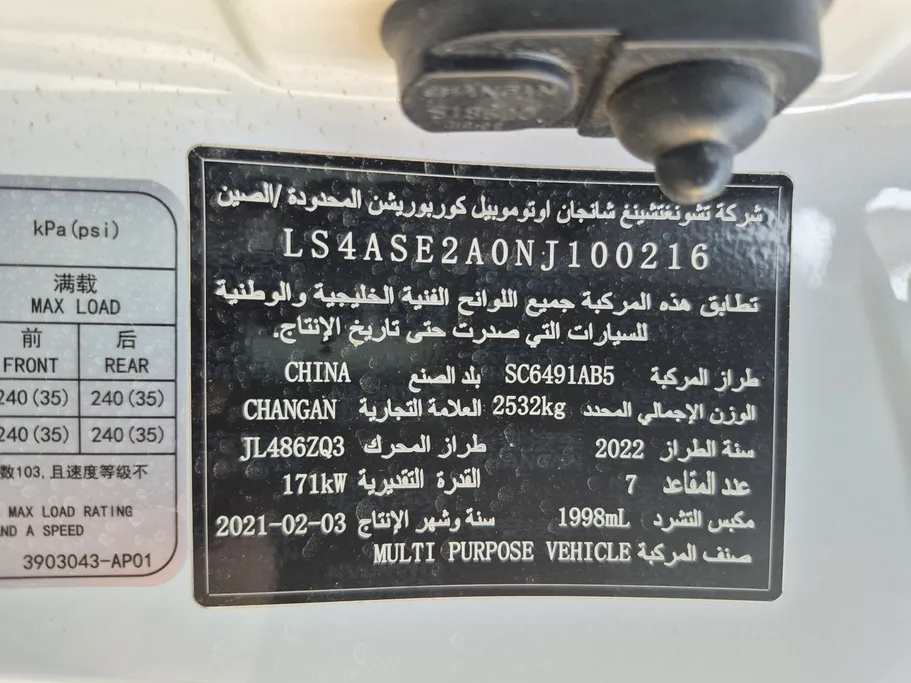 شركة تشونغتشينغ شانجان اوتوموبيل كوربوريشن المحدودة /الصين
LS4ASE2A0NJ100216
تطابق هذه المركبة جميع اللوائح الفنية الخليجية والوطنية
للسيارات التي صدرت حتى تاريخ الإنتاج.
طراز المركبة SC6491AB5 بلد الصنع CHINA
الوزن الإجمالي المحدد 2532kg العلامة التجارية CHANGAN
سنة الطراز 2022 طراز المحرك JL486ZQ3
عدد المقاعد 7 القدرة التقديرية 171kW
مكبس التشرد 1998mL سنة وشهر الإنتاج 2021-02-03
صنف المركبة MULTI PURPOSE VEHICLE
kPa(psi)
满载
MAX LOAD
前 后
FRONT REAR
240(35) 240(35)
240(35) 240(35)
数103,且速度等级不
MAX LOAD RATING
ND A SPEED
3903043-AP01